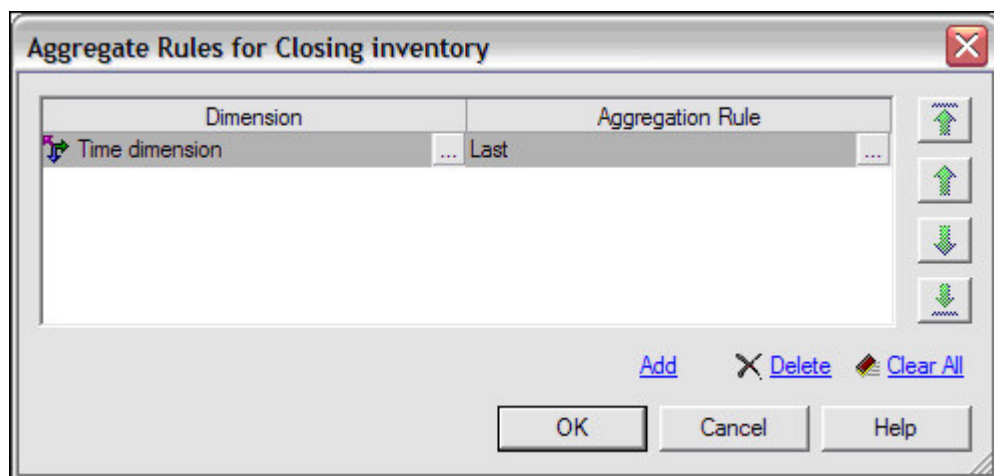 Aggregate Rules for Closing inventory
Dimension Aggregation Rule
Time dimension ... Last ...
Add Delete Clear All
OK Cancel Help